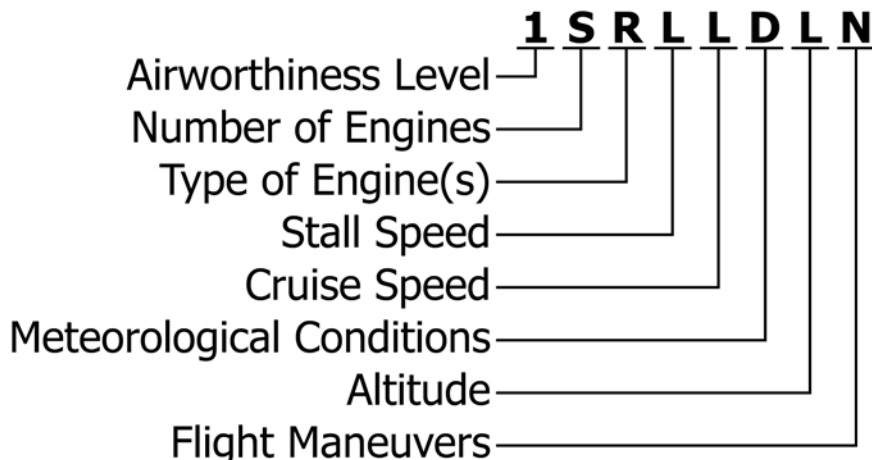 1 S R L L D L N
Airworthiness Level
Number of Engines
Type of Engine(s)
Stall Speed
Cruise Speed
Meteorological Conditions
Altitude
Flight Maneuvers